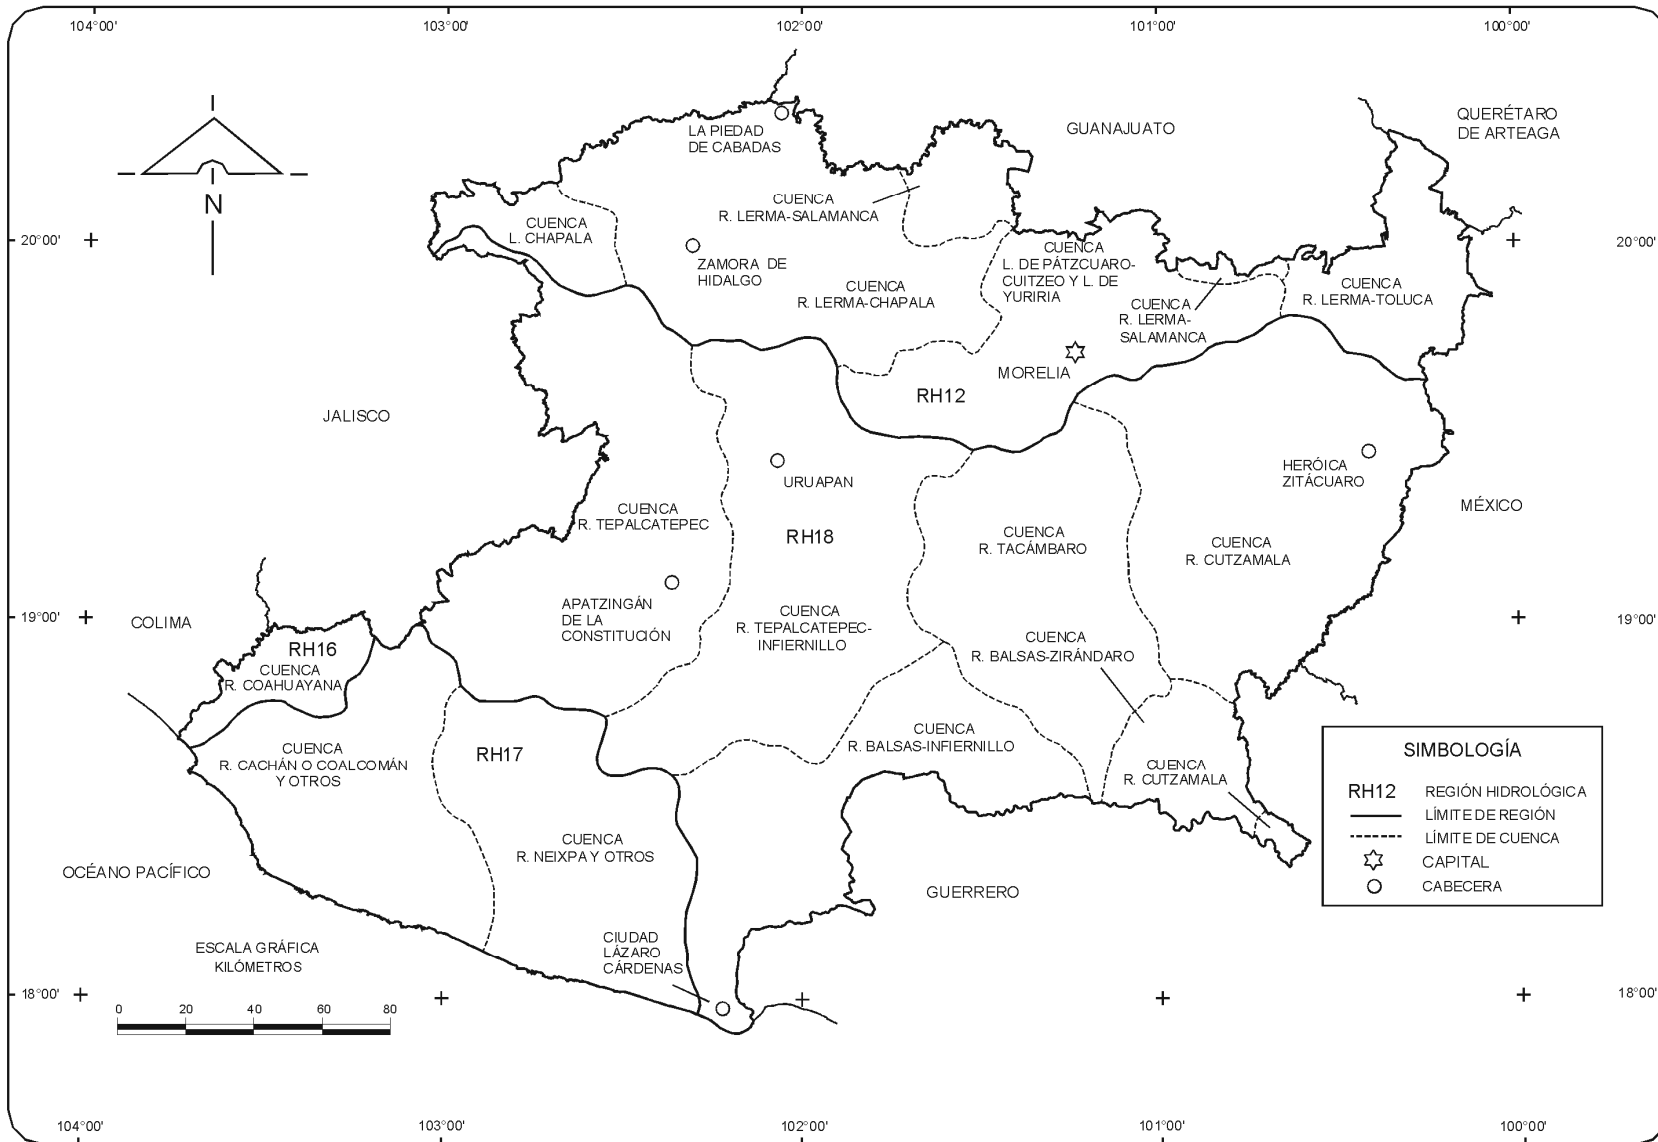 104°00'
103°00'
102°00'
101°00'
100°00'
QUERÉTARO
DE ARTEAGA
GUANAJUATO
LA PIEDAD
DE CABADAS
N
CUENCA
R. LERMA-SALAMANCA
CUENCA
L. CHAPALA
20°00'
20°00'
ZAMORA DE
HIDALGO
CUENCA
L. DE PÁTZCUARO-
CUITZEO Y L. DE
YURIRIA
CUENCA
R. LERMA-CHAPALA
CUENCA
R. LERMA-TOLUCA
CUENCA
R. LERMA-
SALAMANCA
MORELIA
RH12
JALISCO
HERÓICA
ZITÁCUARO
URUAPAN
MÉXICO
CUENCA
R. TEPALCATEPEC
RH18
CUENCA
R. TACÁMBARO
CUENCA
R. CUTZAMALA
APATZINGÁN
DE LA
CONSTITUCIÓN
CUENCA
R. TEPALCATEPEC-
INFIERNILLO
19°00'
19°00'
COLIMA
RH16
CUENCA
R. COAHUAYANA
CUENCA
R. BALSAS-ZIRÁNDARO
CUENCA
R. BALSAS-INFIERNILLO
CUENCA
R. CACHÁN O COALCOMÁN
Y OTROS
RH17
CUENCA
R. CUTZAMALA
SIMBOLOGÍA
RH12 REGIÓN HIDROLÓGICA
LÍMITE DE REGIÓN
LÍMITE DE CUENCA
CAPITAL
CABECERA
CUENCA
R. NEIXPA Y OTROS
OCÉANO PACÍFICO
GUERRERO
CIUDAD
LÁZARO
CÁRDENAS
ESCALA GRÁFICA
KILÓMETROS
18°00'
18°00'
0 20 40 60 80
104°00'
103°00'
102°00'
101°00'
100°00'